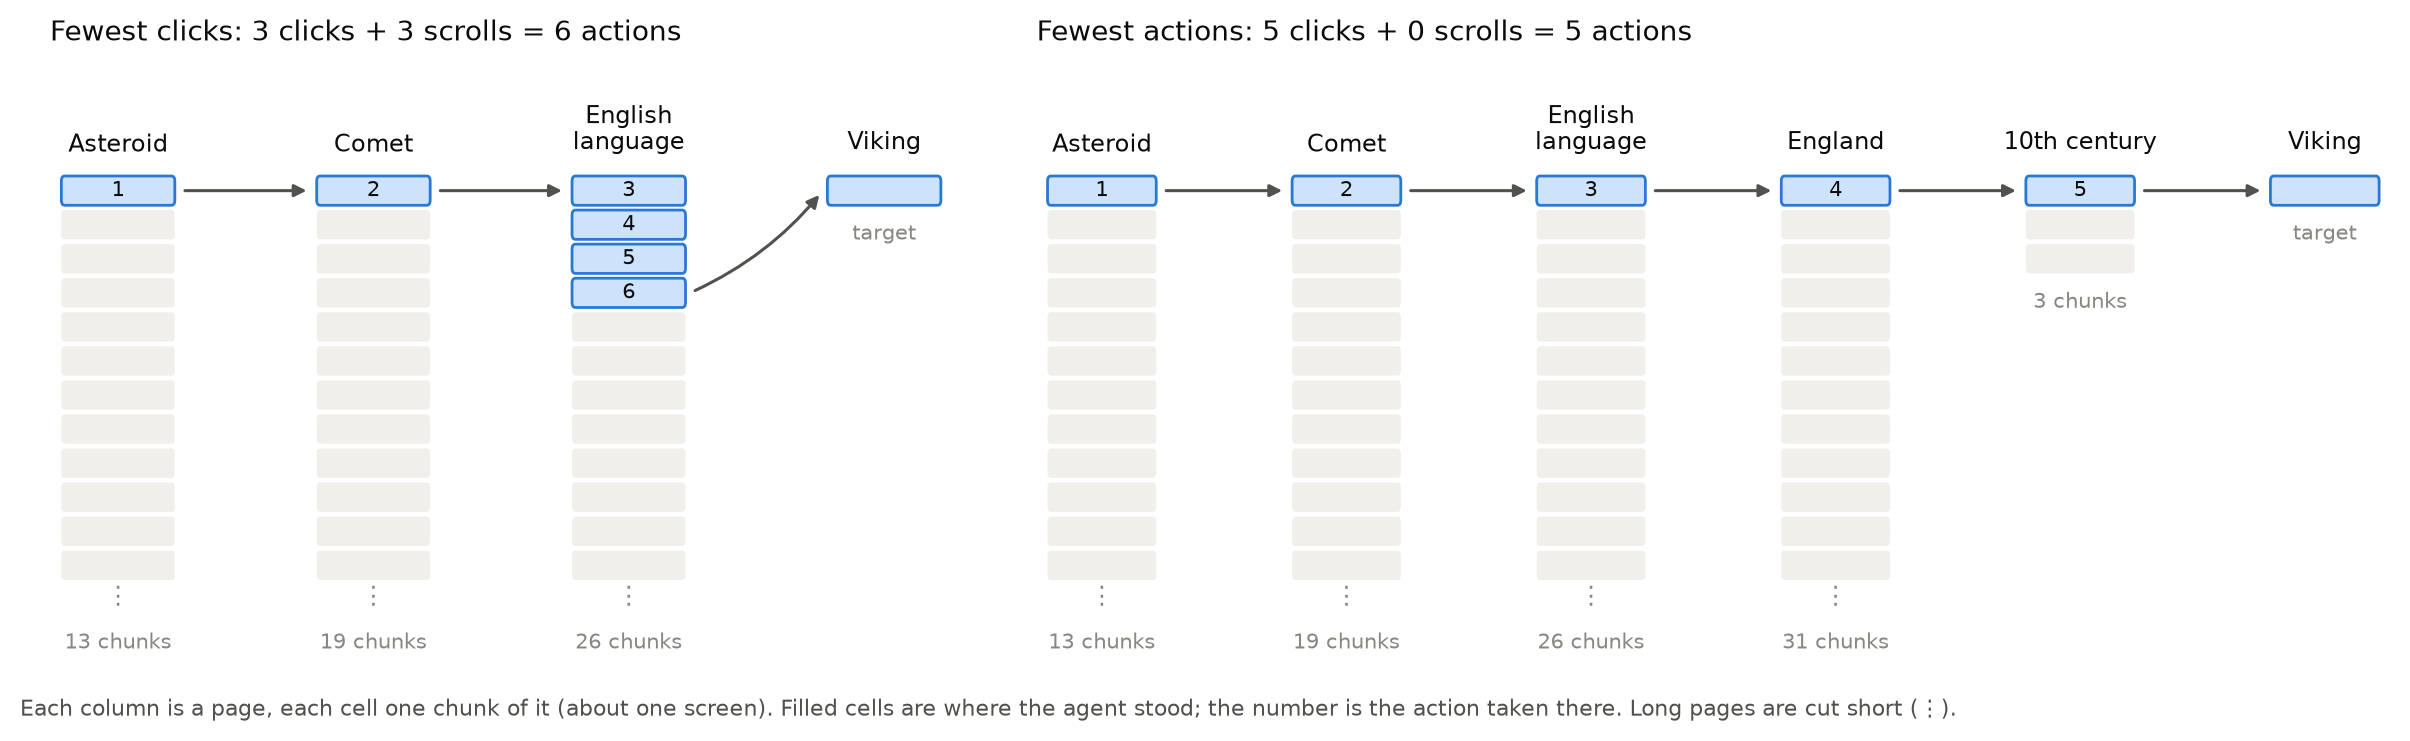 Fewest clicks: 3 clicks + 3 scrolls = 6 actions
Asteroid
Comet
English
language
Viking
1
2
3
4
5
6
target
⋮
⋮
⋮
13 chunks
19 chunks
26 chunks
Fewest actions: 5 clicks + 0 scrolls = 5 actions
Asteroid
Comet
English
language
England
10th century
Viking
1
2
3
4
5
target
3 chunks
⋮
⋮
⋮
⋮
13 chunks
19 chunks
26 chunks
31 chunks
Each column is a page, each cell one chunk of it (about one screen). Filled cells are where the agent stood; the number is the action taken there. Long pages are cut short (⋮).